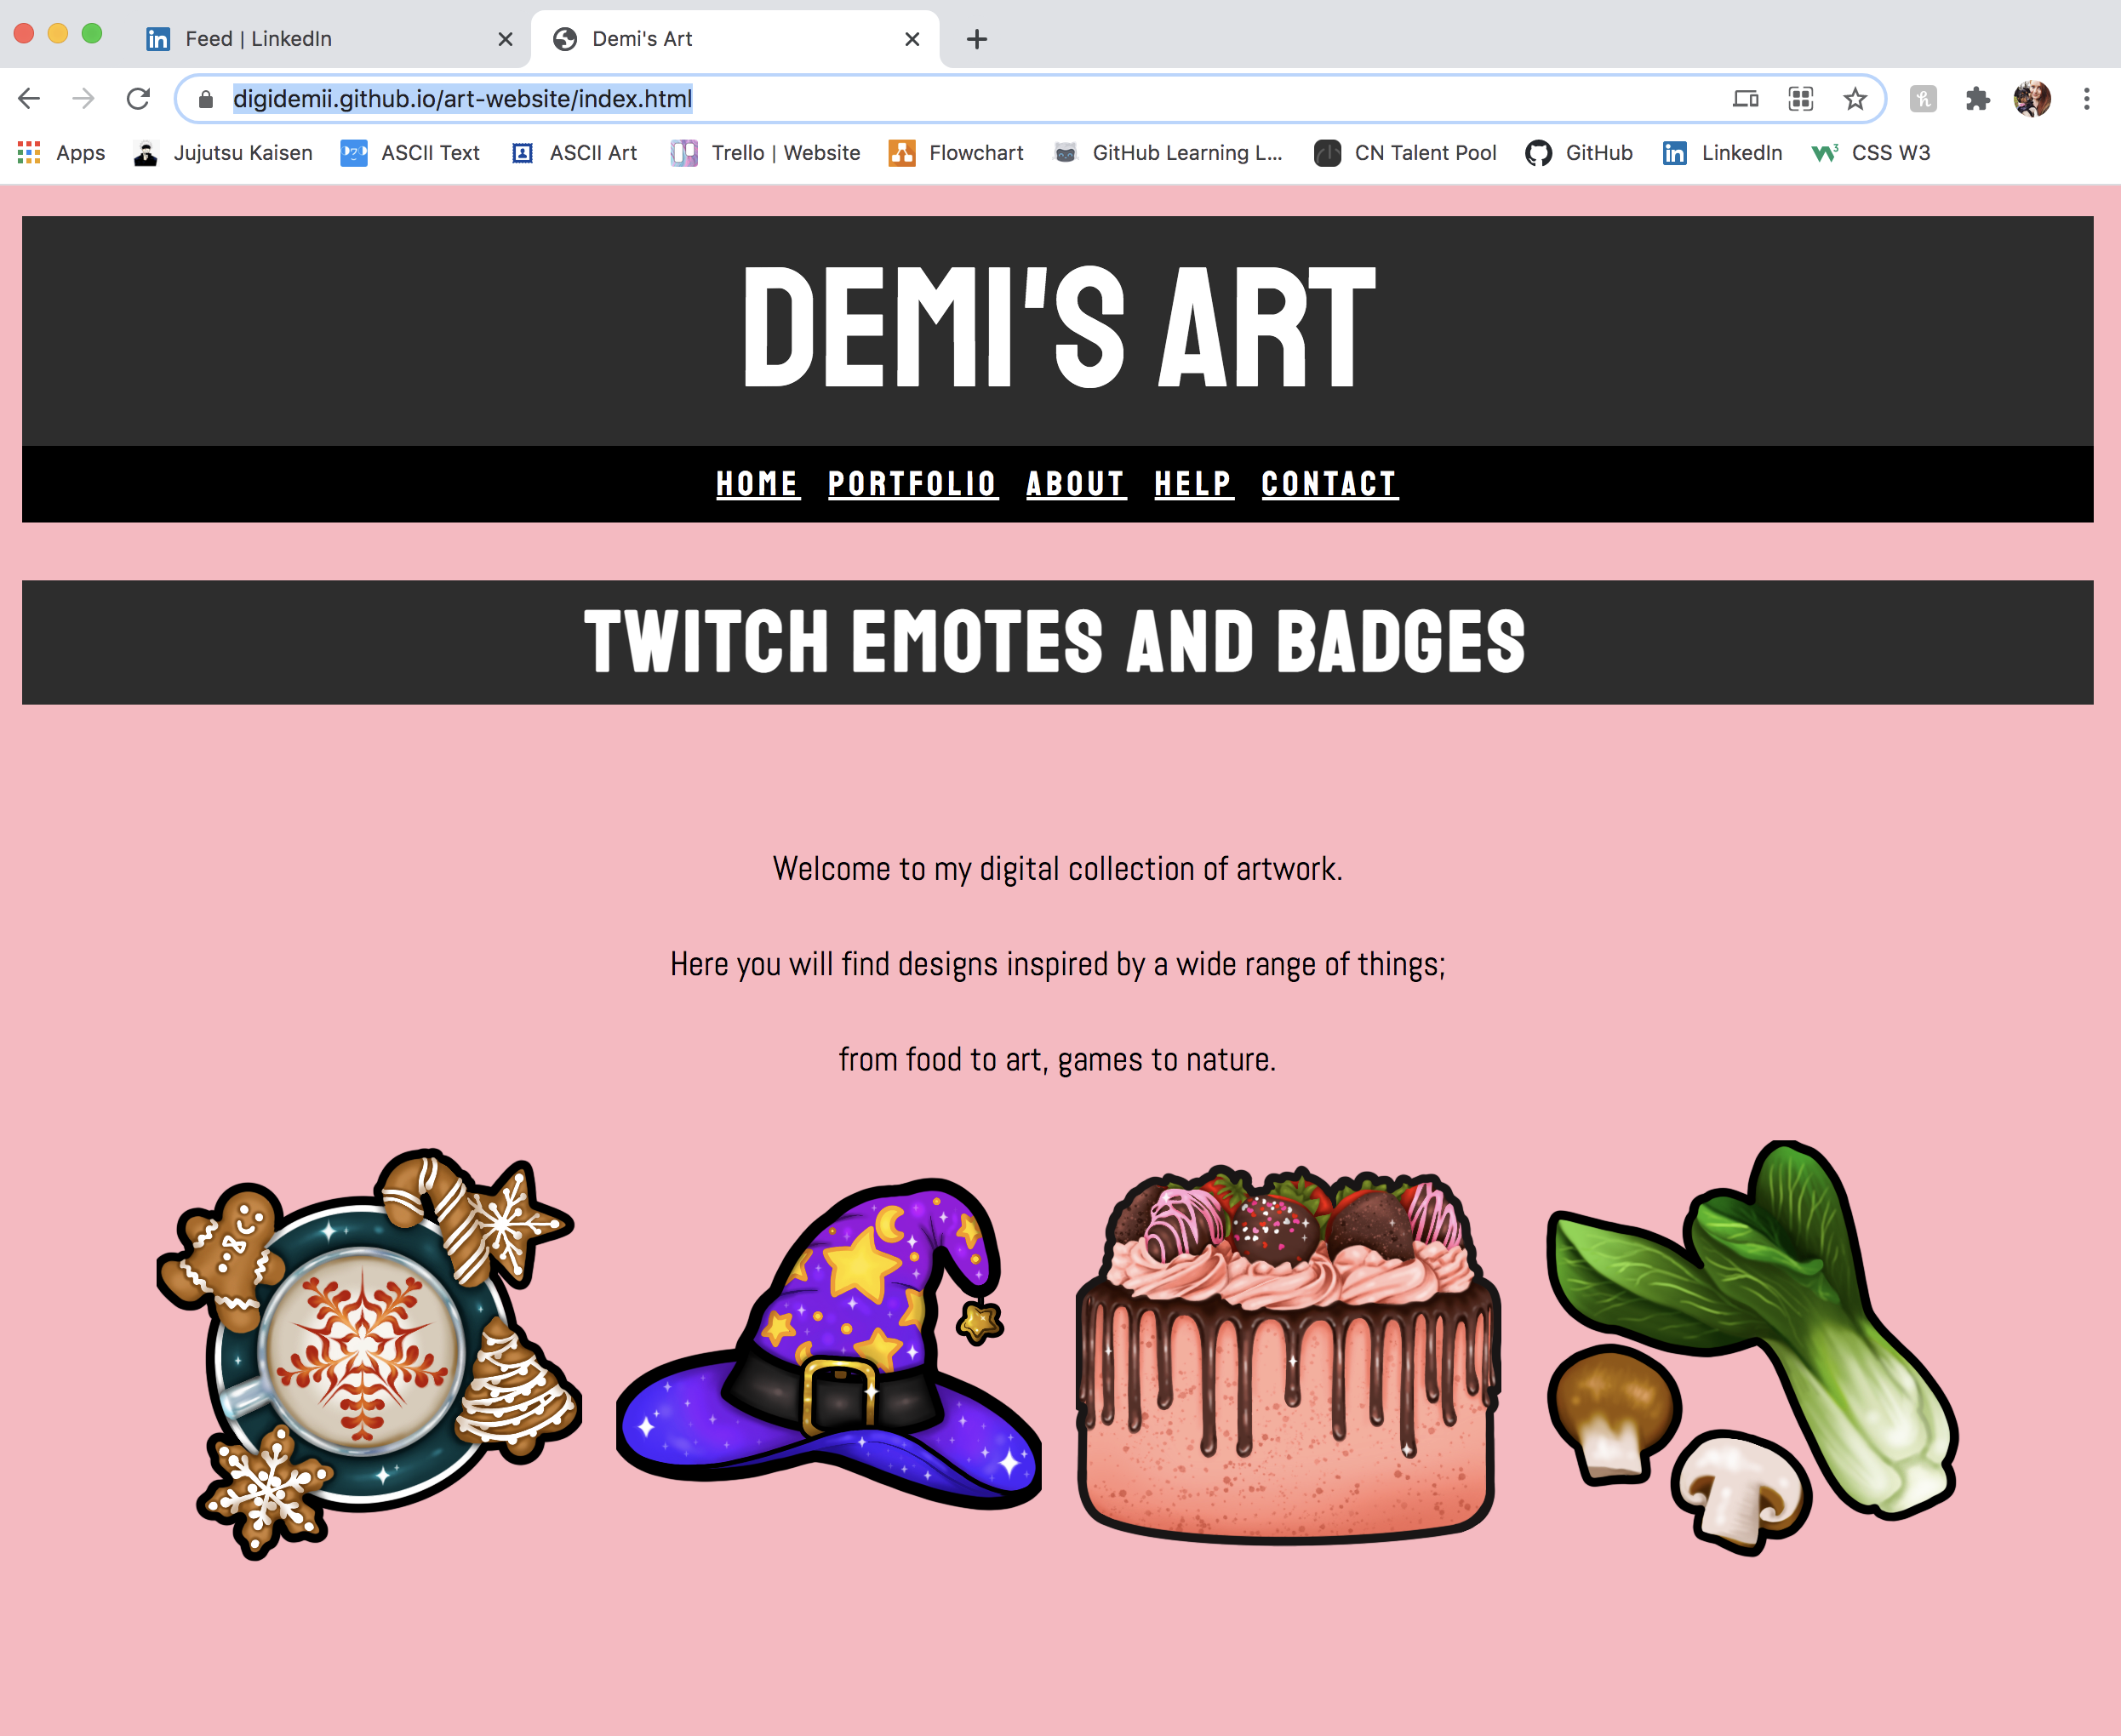 Feed | LinkedIn
Demi's Art
digidemii.github.io/art-website/index.html
Apps Jujutsu Kaisen ASCII Text ASCII Art Trello | Website Flowchart GitHub Learning L... CN Talent Pool GitHub LinkedIn CSS W3
DEMI'S ART
HOME PORTFOLIO ABOUT HELP CONTACT
TWITCH EMOTES AND BADGES
Welcome to my digital collection of artwork.
Here you will find designs inspired by a wide range of things;
from food to art, games to nature.